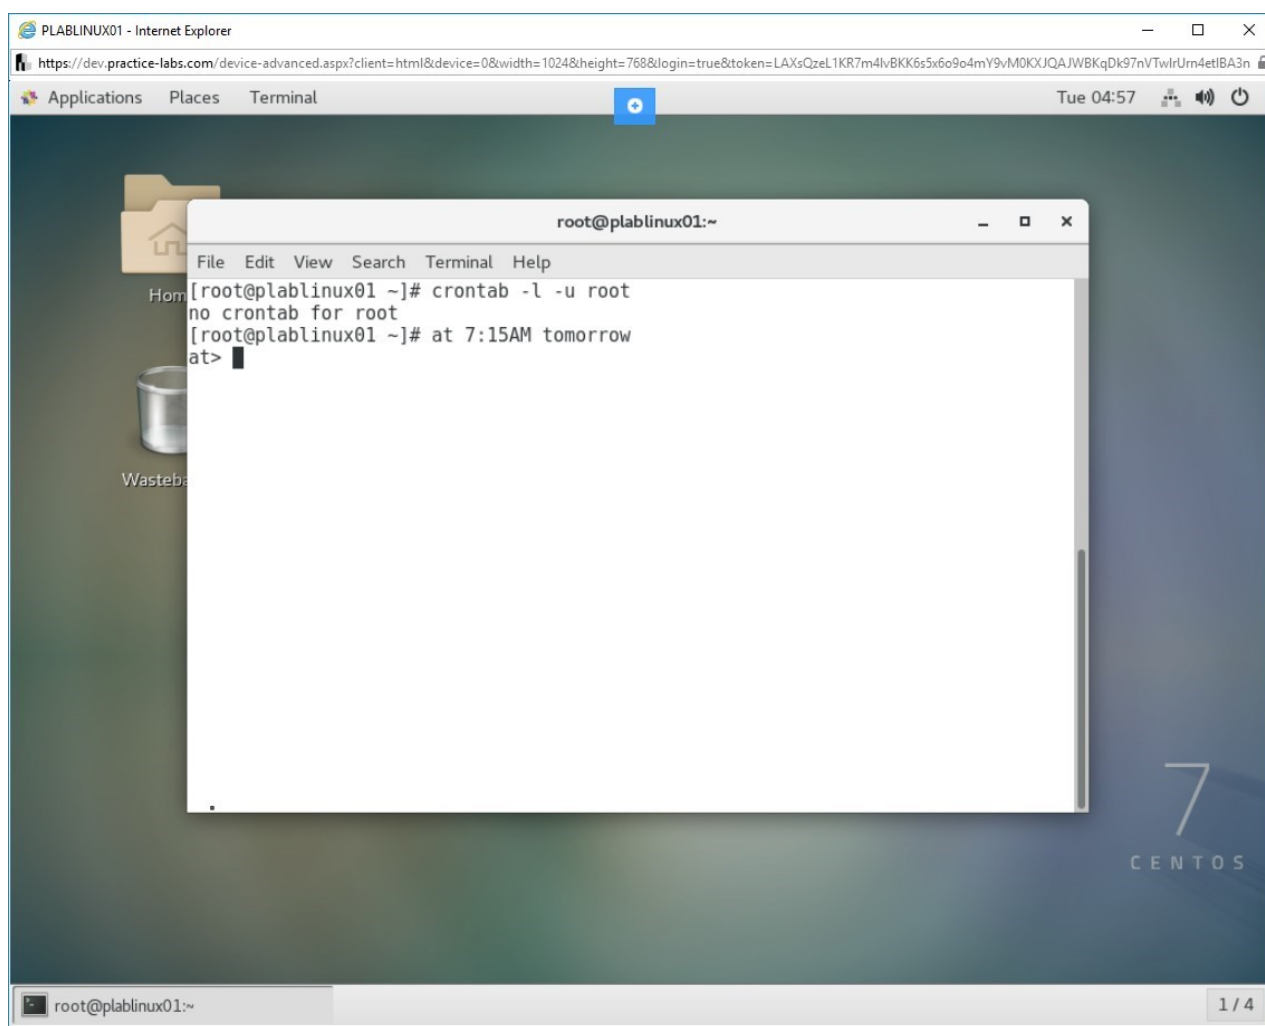 PLABLINUX01 - Internet Explorer
https://dev.practice-labs.com/device-advanced.aspx?client=html&device=0&width=1024&height=768&login=true&token=
Applications Places Terminal Tue 04:57
root@plablinux01:~
File Edit View Search Terminal Help
Hom
[root@plablinux01 ~]# crontab -l -u root
no crontab for root
[root@plablinux01 ~]# at 7:15AM tomorrow
at>
Wasteba
7
CENTOS
root@plablinux01:~
1 / 4